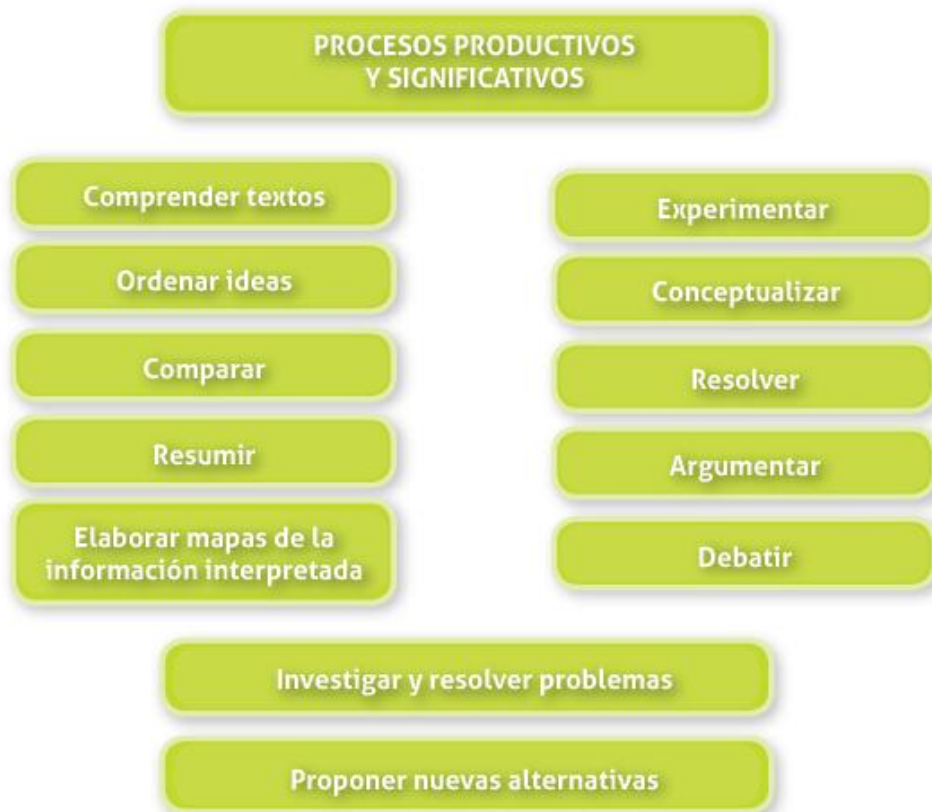 PROCESOS PRODUCTIVOS
Y SIGNIFICATIVOS
Comprender textos
Ordenar ideas
Comparar
Resumir
Elaborar mapas de la
información interpretada
Experimentar
Conceptualizar
Resolver
Argumentar
Debatir
Investigar y resolver problemas
Proponer nuevas alternativas